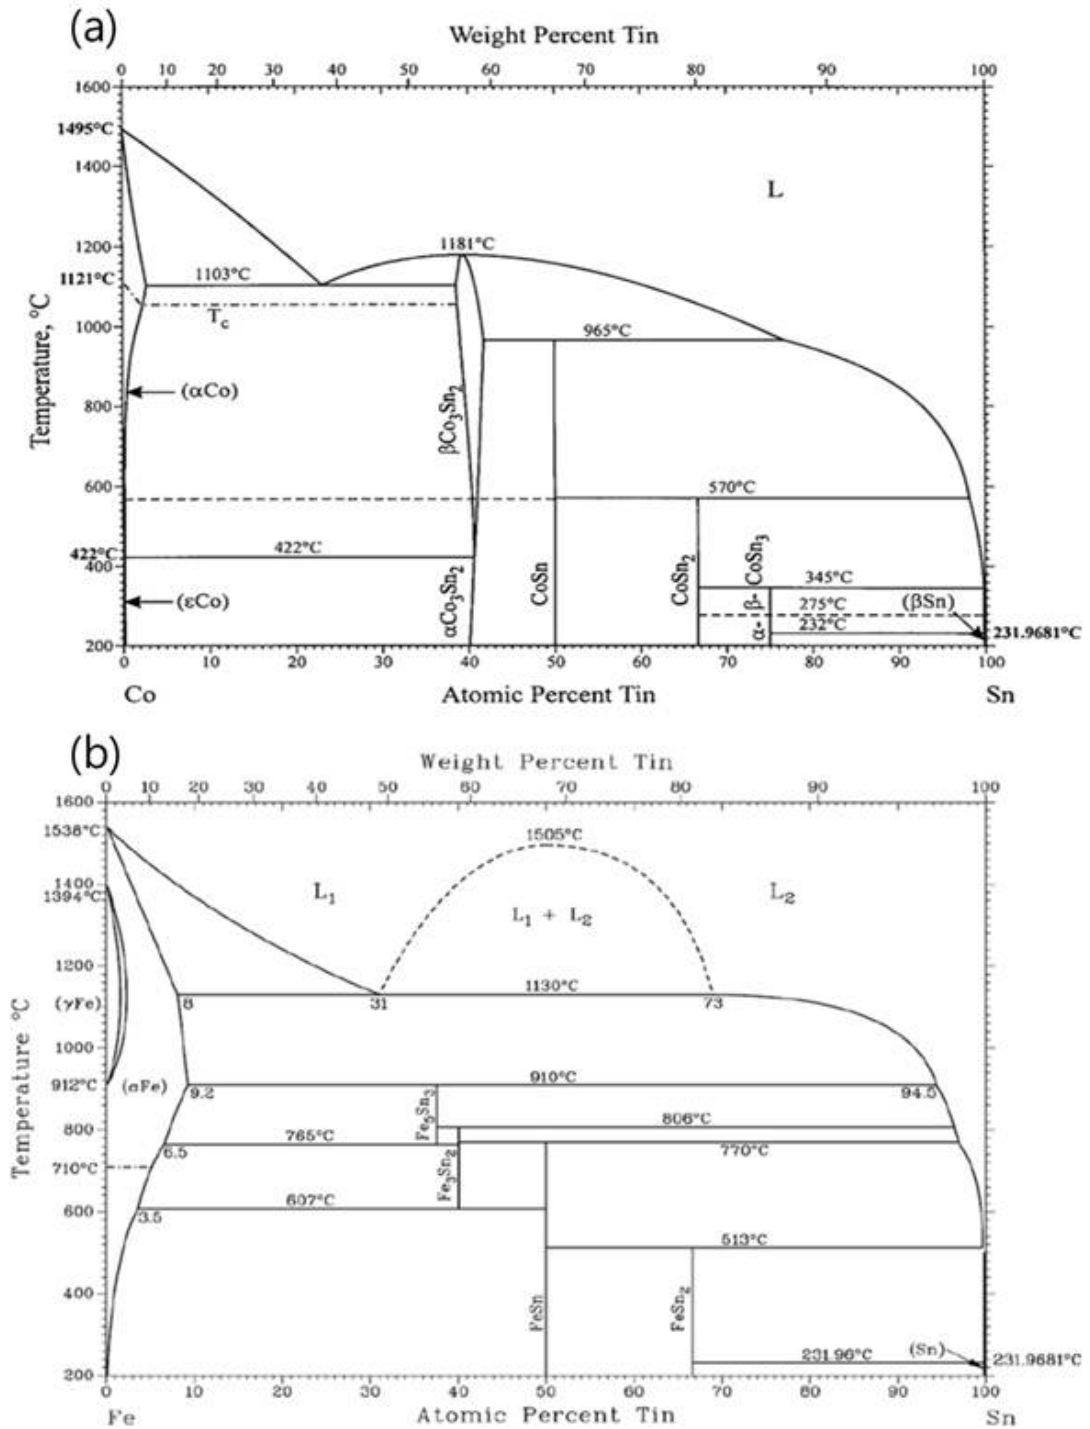 (a)
Weight Percent Tin
0 10 20 30 40 50 60 70 80 90 100
1600
1495°C
1400
L
1200
1181°C
1121°C
1103°C
T_c
1000
965°C
Temperature, °C
(αCo)
800
βCo₃Sn₂
600
570°C
422°C
422°C
400
CoSn₃
345°C
(εCo)
αCo₃Sn₂
CoSn
CoSn₂
α- β-
275°C
(βSn)
232°C
231.9681°C
200
0 10 20 30 40 50 60 70 80 90 100
Co
Atomic Percent Tin
Sn
(b)
Weight Percent Tin
0 10 20 30 40 50 60 70 80 90 100
1600
1538°C
1505°C
1400
1394°C
L₁
L₂
L₁ + L₂
1200
1130°C
(γFe)
8
31
73
Temperature °C
1000
912°C
(αFe)
910°C
9.2
94.5
Fe₅Sn₃
806°C
800
765°C
770°C
6.5
710°C
Fe₃Sn₂
607°C
600
3.5
513°C
400
FeSn
FeSn₂
(Sn)
231.96°C
231.9681°C
200
0 10 20 30 40 50 60 70 80 90 100
Fe
Atomic Percent Tin
Sn